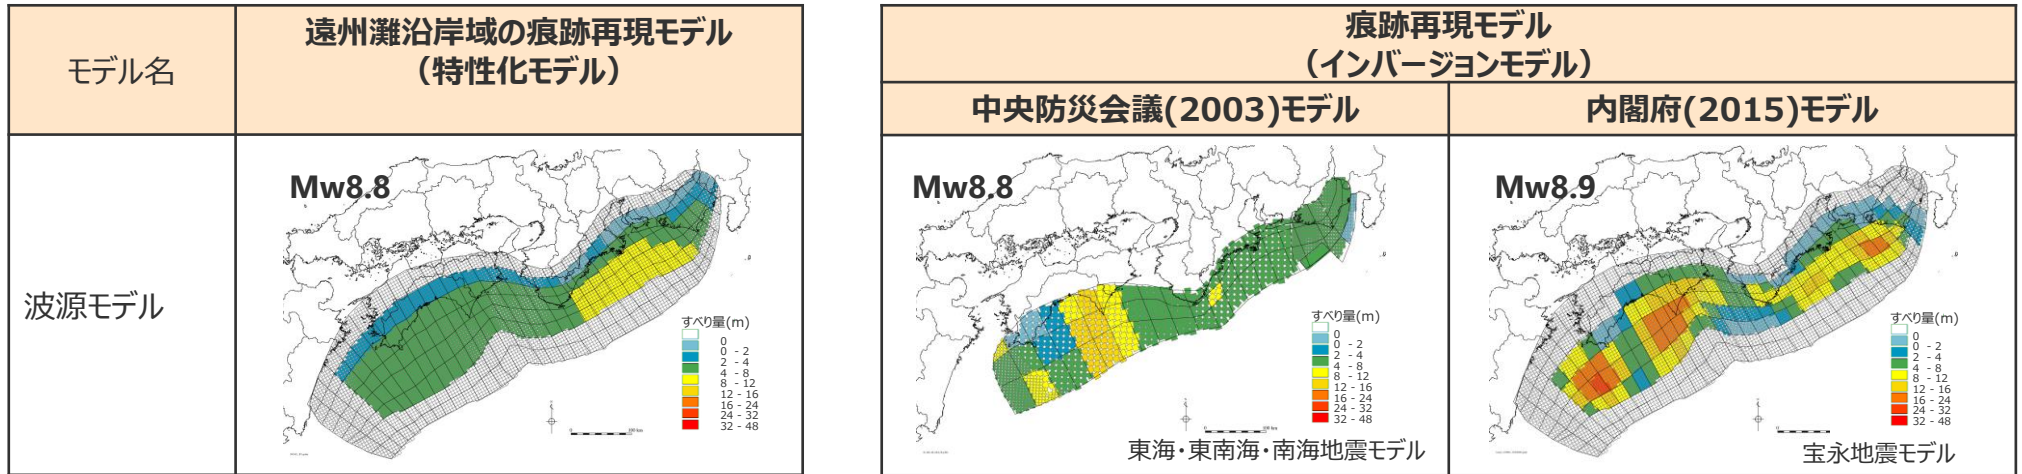 モデル名
遠州灘沿岸域の痕跡再現モデル
（特性化モデル）
痕跡再現モデル
（インバージョンモデル）
中央防災会議(2003)モデル
内閣府(2015)モデル
波源モデル
Mw8.8
すべり量(m)
0
0 - 2
2 - 4
4 - 8
8 - 12
12 - 16
16 - 24
24 - 32
32 - 48
Mw8.8
すべり量(m)
0
0 - 2
2 - 4
4 - 8
8 - 12
12 - 16
16 - 24
24 - 32
32 - 48
東海・東南海・南海地震モデル
Mw8.9
すべり量(m)
0
0 - 2
2 - 4
4 - 8
8 - 12
12 - 16
16 - 24
24 - 32
32 - 48
宝永地震モデル